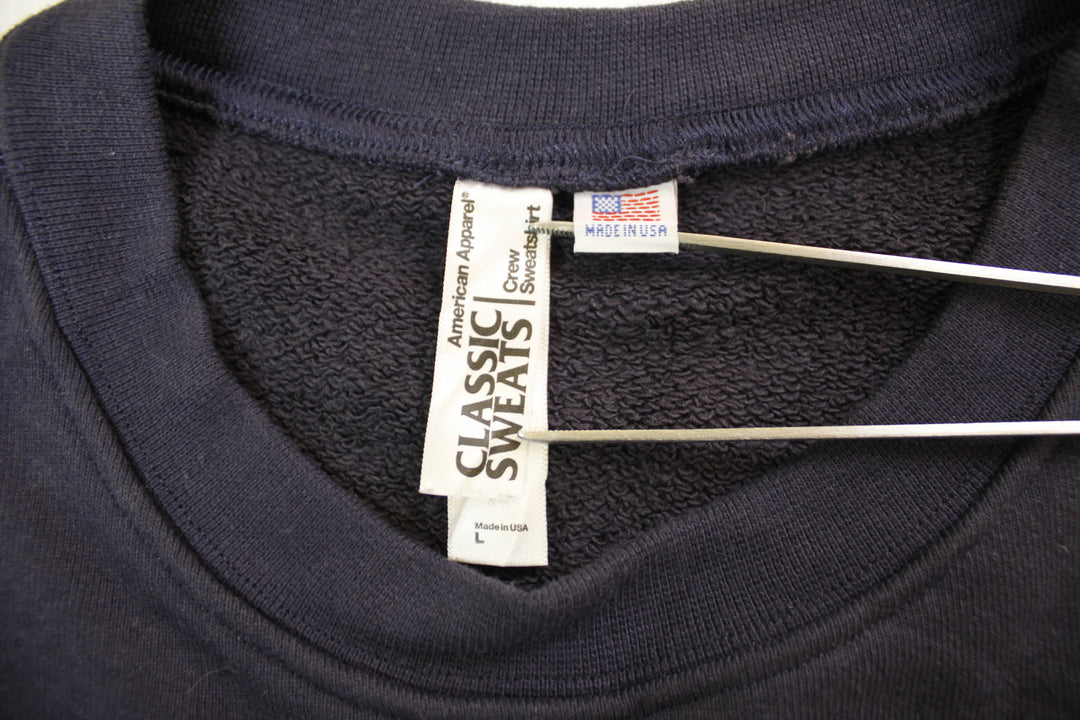 American Apparel®
CLASSIC
SWEATS
Crew
Sweatshirt
MADE IN USA
Made in USA
L